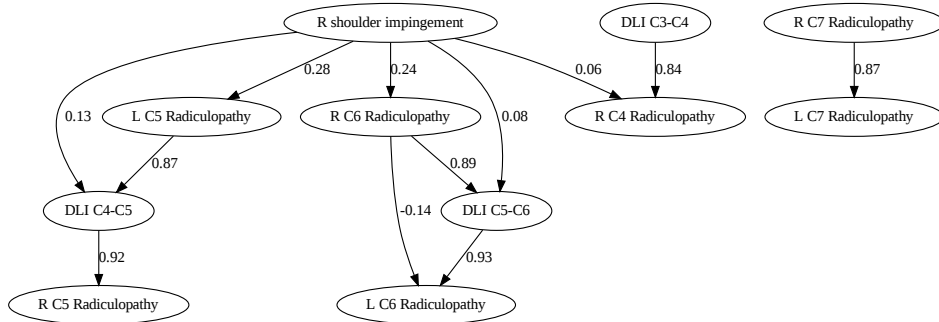 R shoulder impingement
DLI C3-C4
R C7 Radiculopathy
0.28
0.24
0.06
0.84
0.87
0.13
L C5 Radiculopathy
R C6 Radiculopathy
0.08
R C4 Radiculopathy
L C7 Radiculopathy
0.87
0.89
DLI C4-C5
-0.14
DLI C5-C6
0.92
0.93
R C5 Radiculopathy
L C6 Radiculopathy